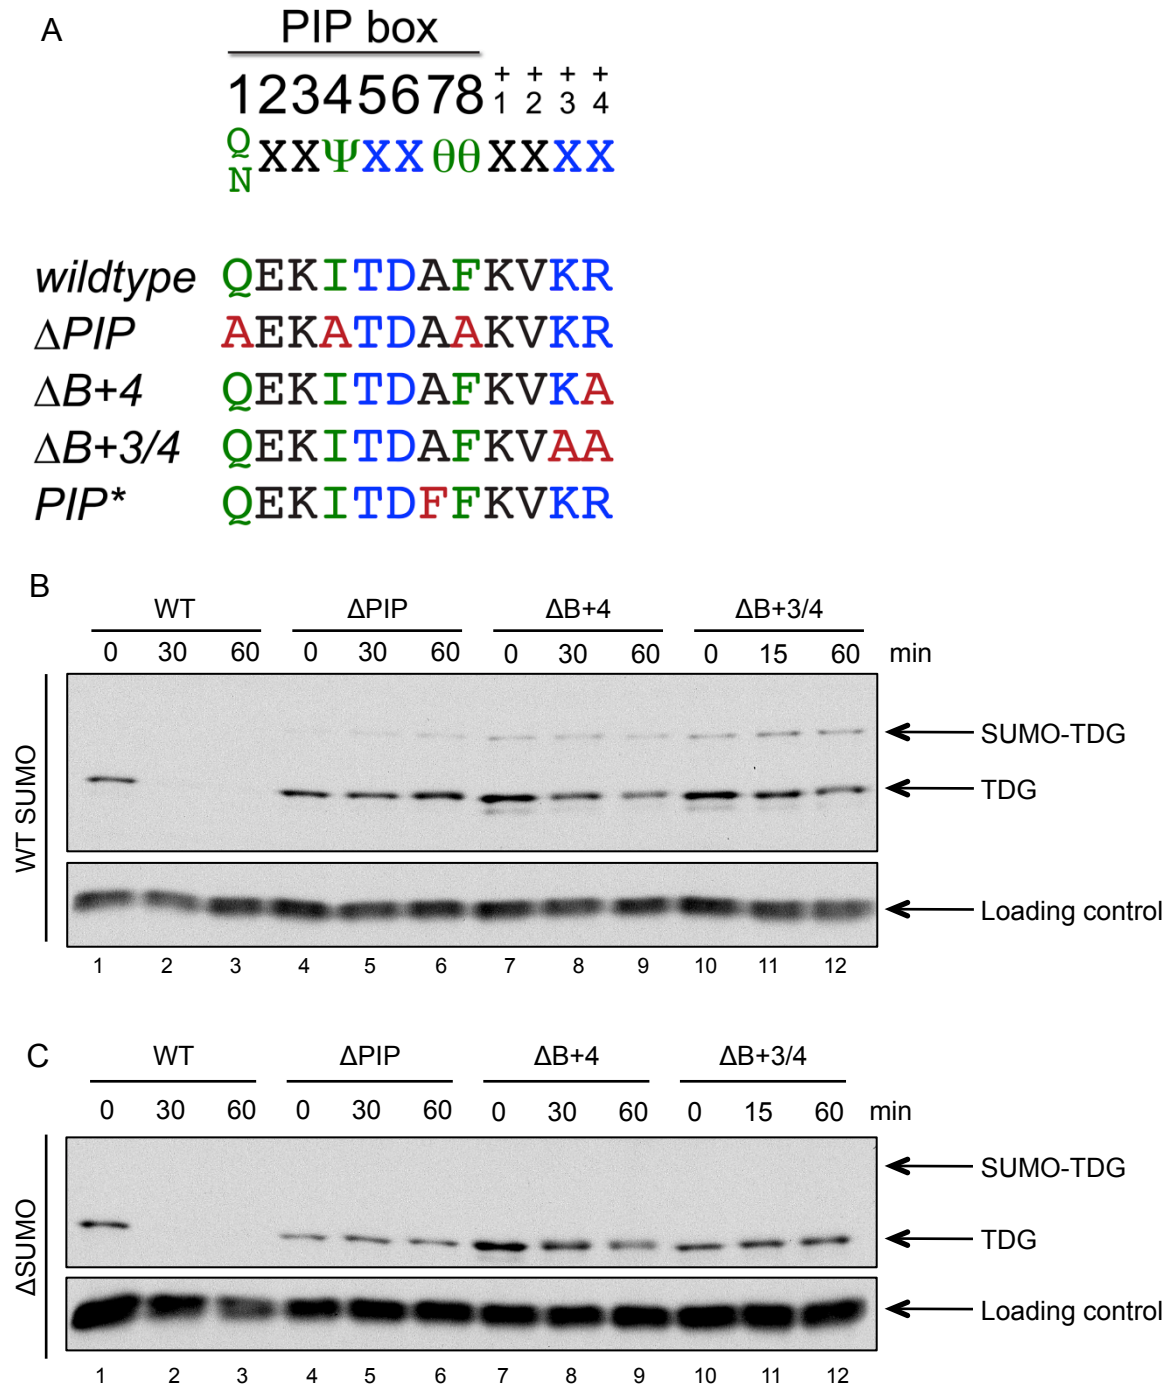 A
PIP box
12345678 +1 +2 +3 +4
Q/N XXΨXXθθXXXX
wildtype QEKITDAFKVKR
ΔPIP AEKATDAAKVKR
ΔB+4 QEKITDAFKVKA
ΔB+3/4 QEKITDAFKVAA
PIP* QEKITDFFKVKR
B
WT ΔPIP ΔB+4 ΔB+3/4
0 30 60 0 30 60 0 30 60 0 15 60 min
WT SUMO
SUMO-TDG
TDG
Loading control
1 2 3 4 5 6 7 8 9 10 11 12
C
WT ΔPIP ΔB+4 ΔB+3/4
0 30 60 0 30 60 0 30 60 0 15 60 min
ΔSUMO
SUMO-TDG
TDG
Loading control
1 2 3 4 5 6 7 8 9 10 11 12